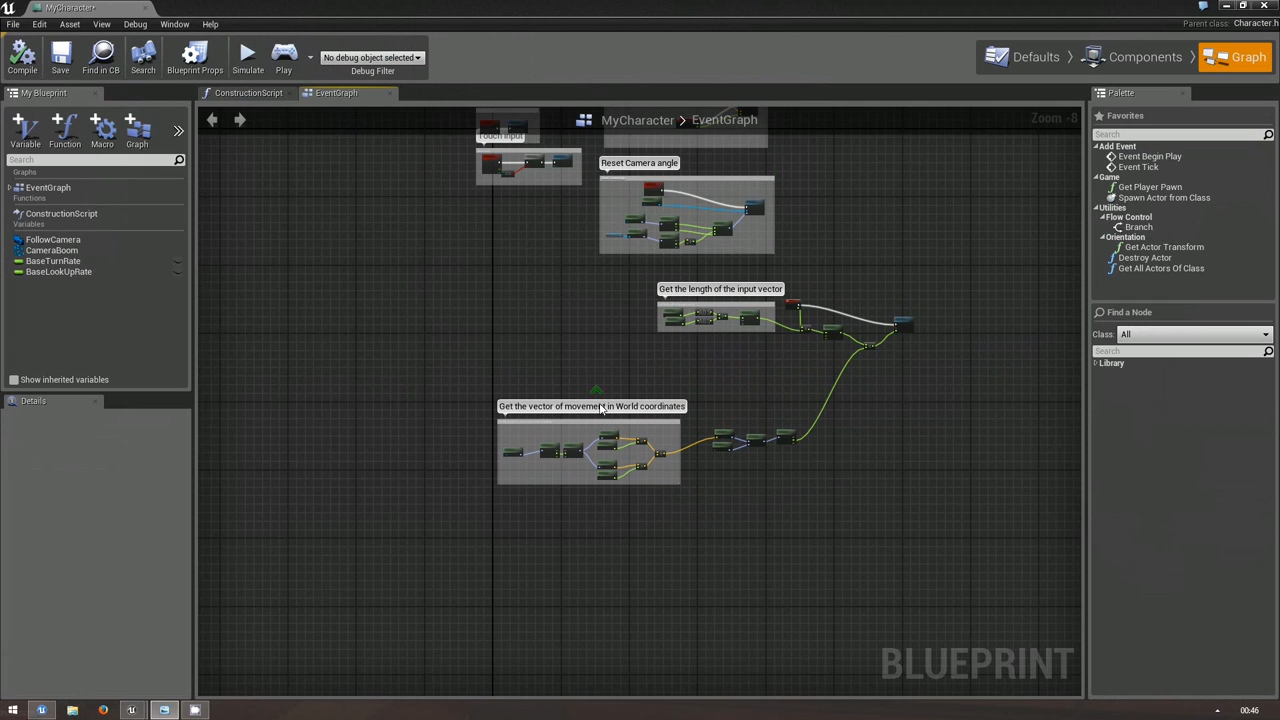 MyCharacter*
File Edit Asset View Debug Window Help
Parent class: Character.h
Compile Save Find in CB Search Blueprint Props Simulate Play
No debug object selected
Debug Filter
Defaults Components Graph
My Blueprint
ConstructionScript EventGraph
Palette
Variable Function Macro Graph
Search
Graphs
EventGraph
Functions
ConstructionScript
Variables
FollowCamera
CameraBoom
BaseTurnRate
BaseLookUpRate
Show inherited variables
Details
MyCharacter > EventGraph
Zoom -8
Touch Input
Reset Camera angle
Get the length of the input vector
Get the vector of movement in World coordinates
BLUEPRINT
Favorites
Search
Add Event
Event Begin Play
Event Tick
Game
Get Player Pawn
Spawn Actor from Class
Utilities
Flow Control
Branch
Orientation
Get Actor Transform
Destroy Actor
Get All Actors Of Class
Find a Node
Class: All
Search
Library
00:46